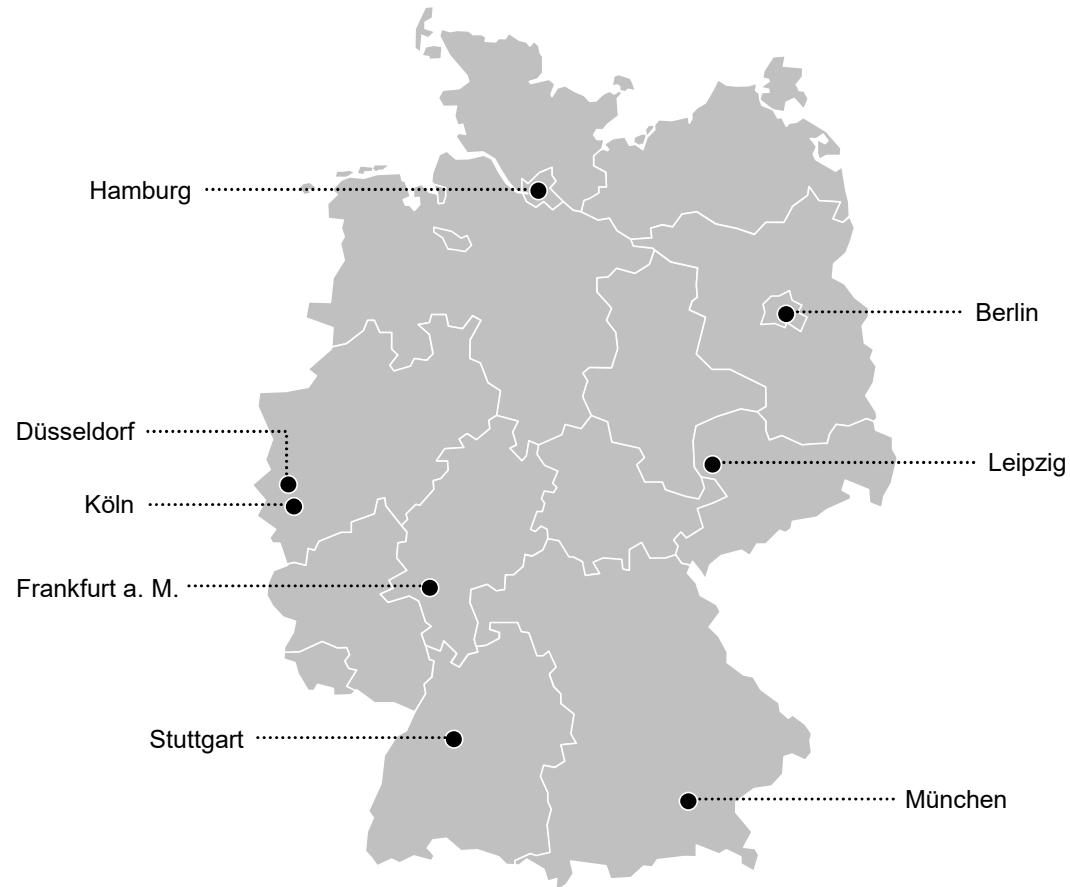 Hamburg
Berlin
Düsseldorf
Leipzig
Köln
Frankfurt a. M.
Stuttgart
München